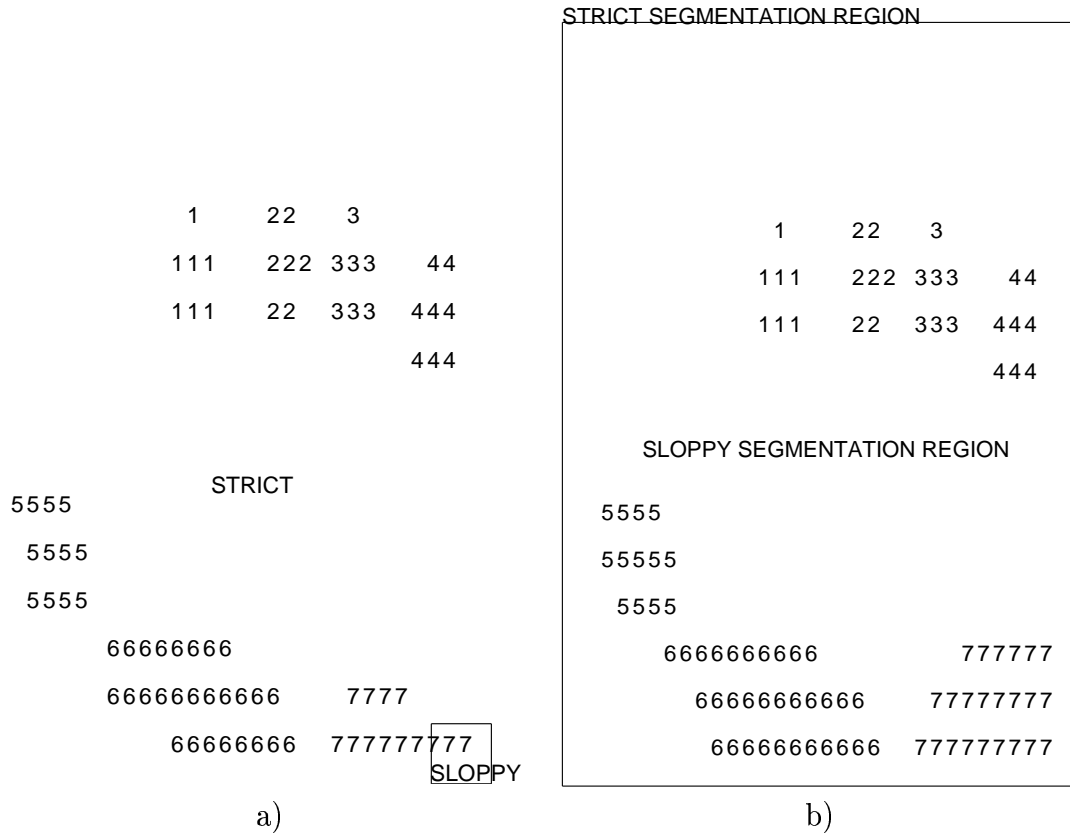 1 22 3
111 222 333 44
111 22 333 444
444
STRICT
5555
5555
5555
66666666
66666666666 7777
66666666 777777777
SLOPPY
a)
STRICT SEGMENTATION REGION
1 22 3
111 222 333 44
111 22 333 444
444
SLOPPY SEGMENTATION REGION
5555
55555
5555
6666666666 777777
66666666666 77777777
66666666666 777777777
b)